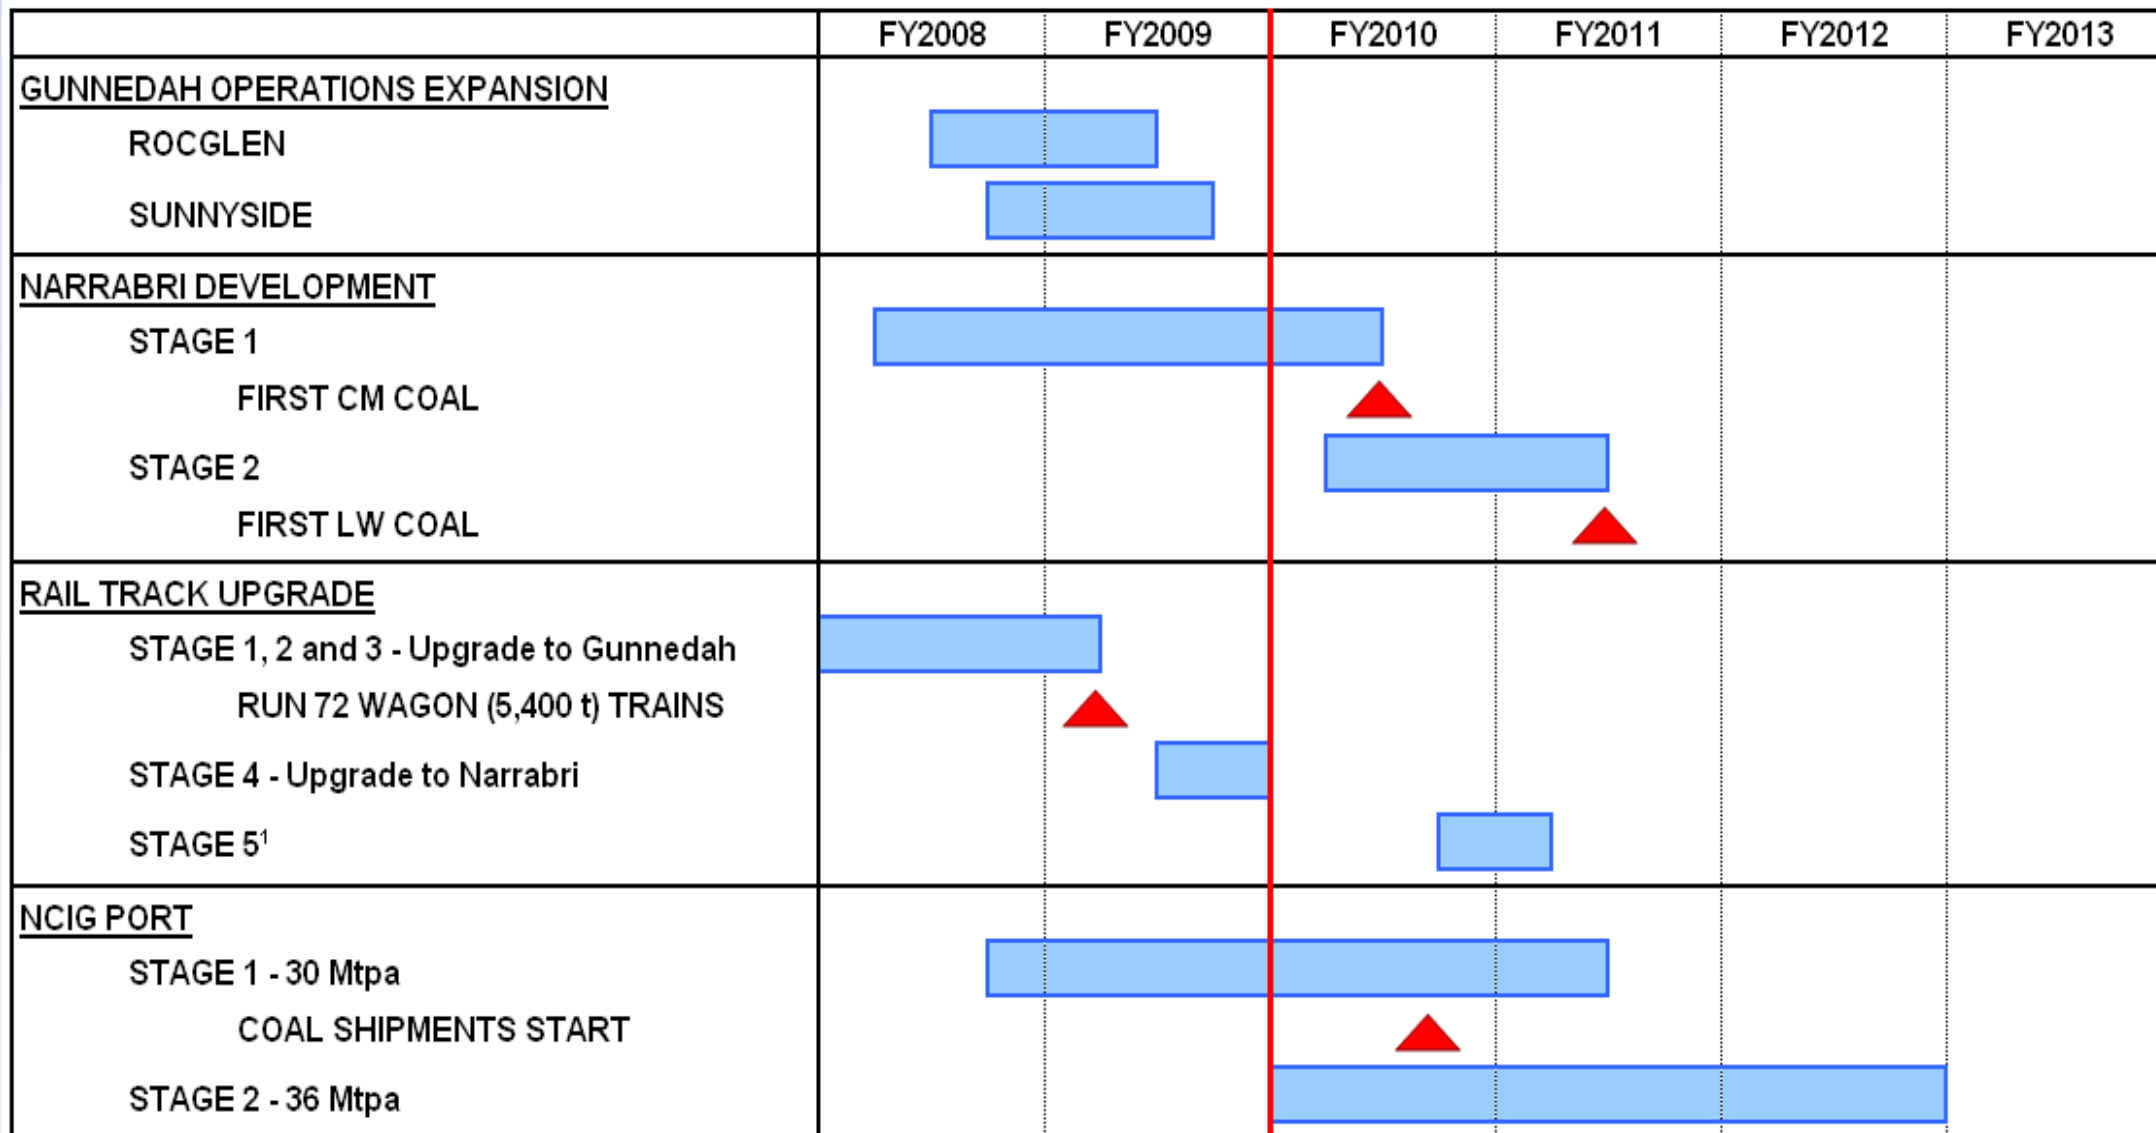 FY2008 FY2009 FY2010 FY2011 FY2012 FY2013
GUNNEDAH OPERATIONS EXPANSION
ROCGLEN
SUNNYSIDE
NARRABRI DEVELOPMENT
STAGE 1
FIRST CM COAL
STAGE 2
FIRST LW COAL
RAIL TRACK UPGRADE
STAGE 1, 2 and 3 - Upgrade to Gunnedah
RUN 72 WAGON (5,400 t) TRAINS
STAGE 4 - Upgrade to Narrabri
STAGE 5¹
NCIG PORT
STAGE 1 - 30 Mtpa
COAL SHIPMENTS START
STAGE 2 - 36 Mtpa